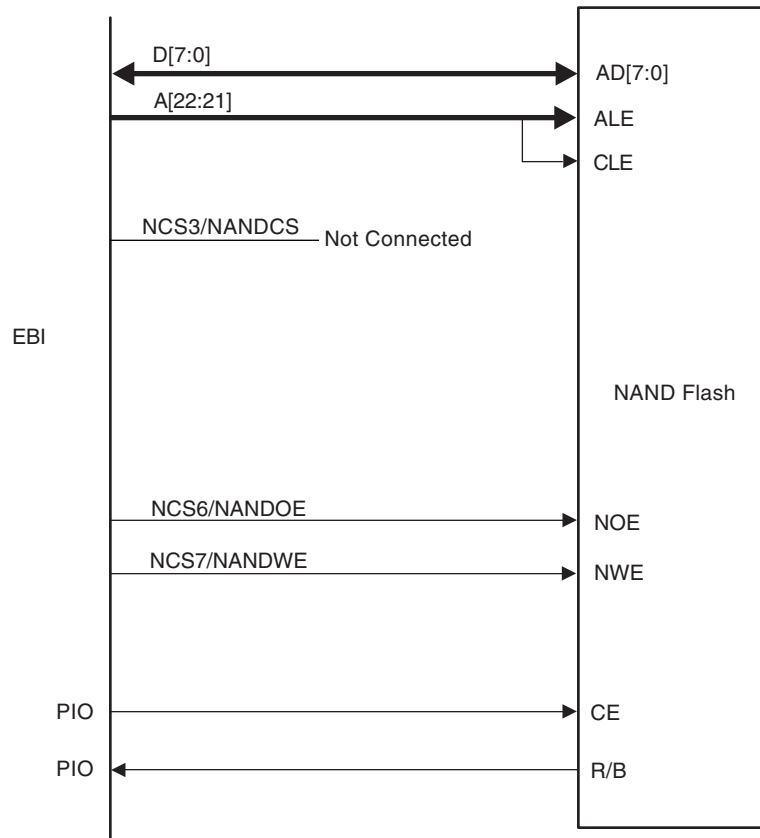 D[7:0]
AD[7:0]
A[22:21]
ALE
CLE
NCS3/NANDCS
Not Connected
EBI
NAND Flash
NCS6/NANDOE
NOE
NCS7/NANDWE
NWE
PIO
CE
PIO
R/B